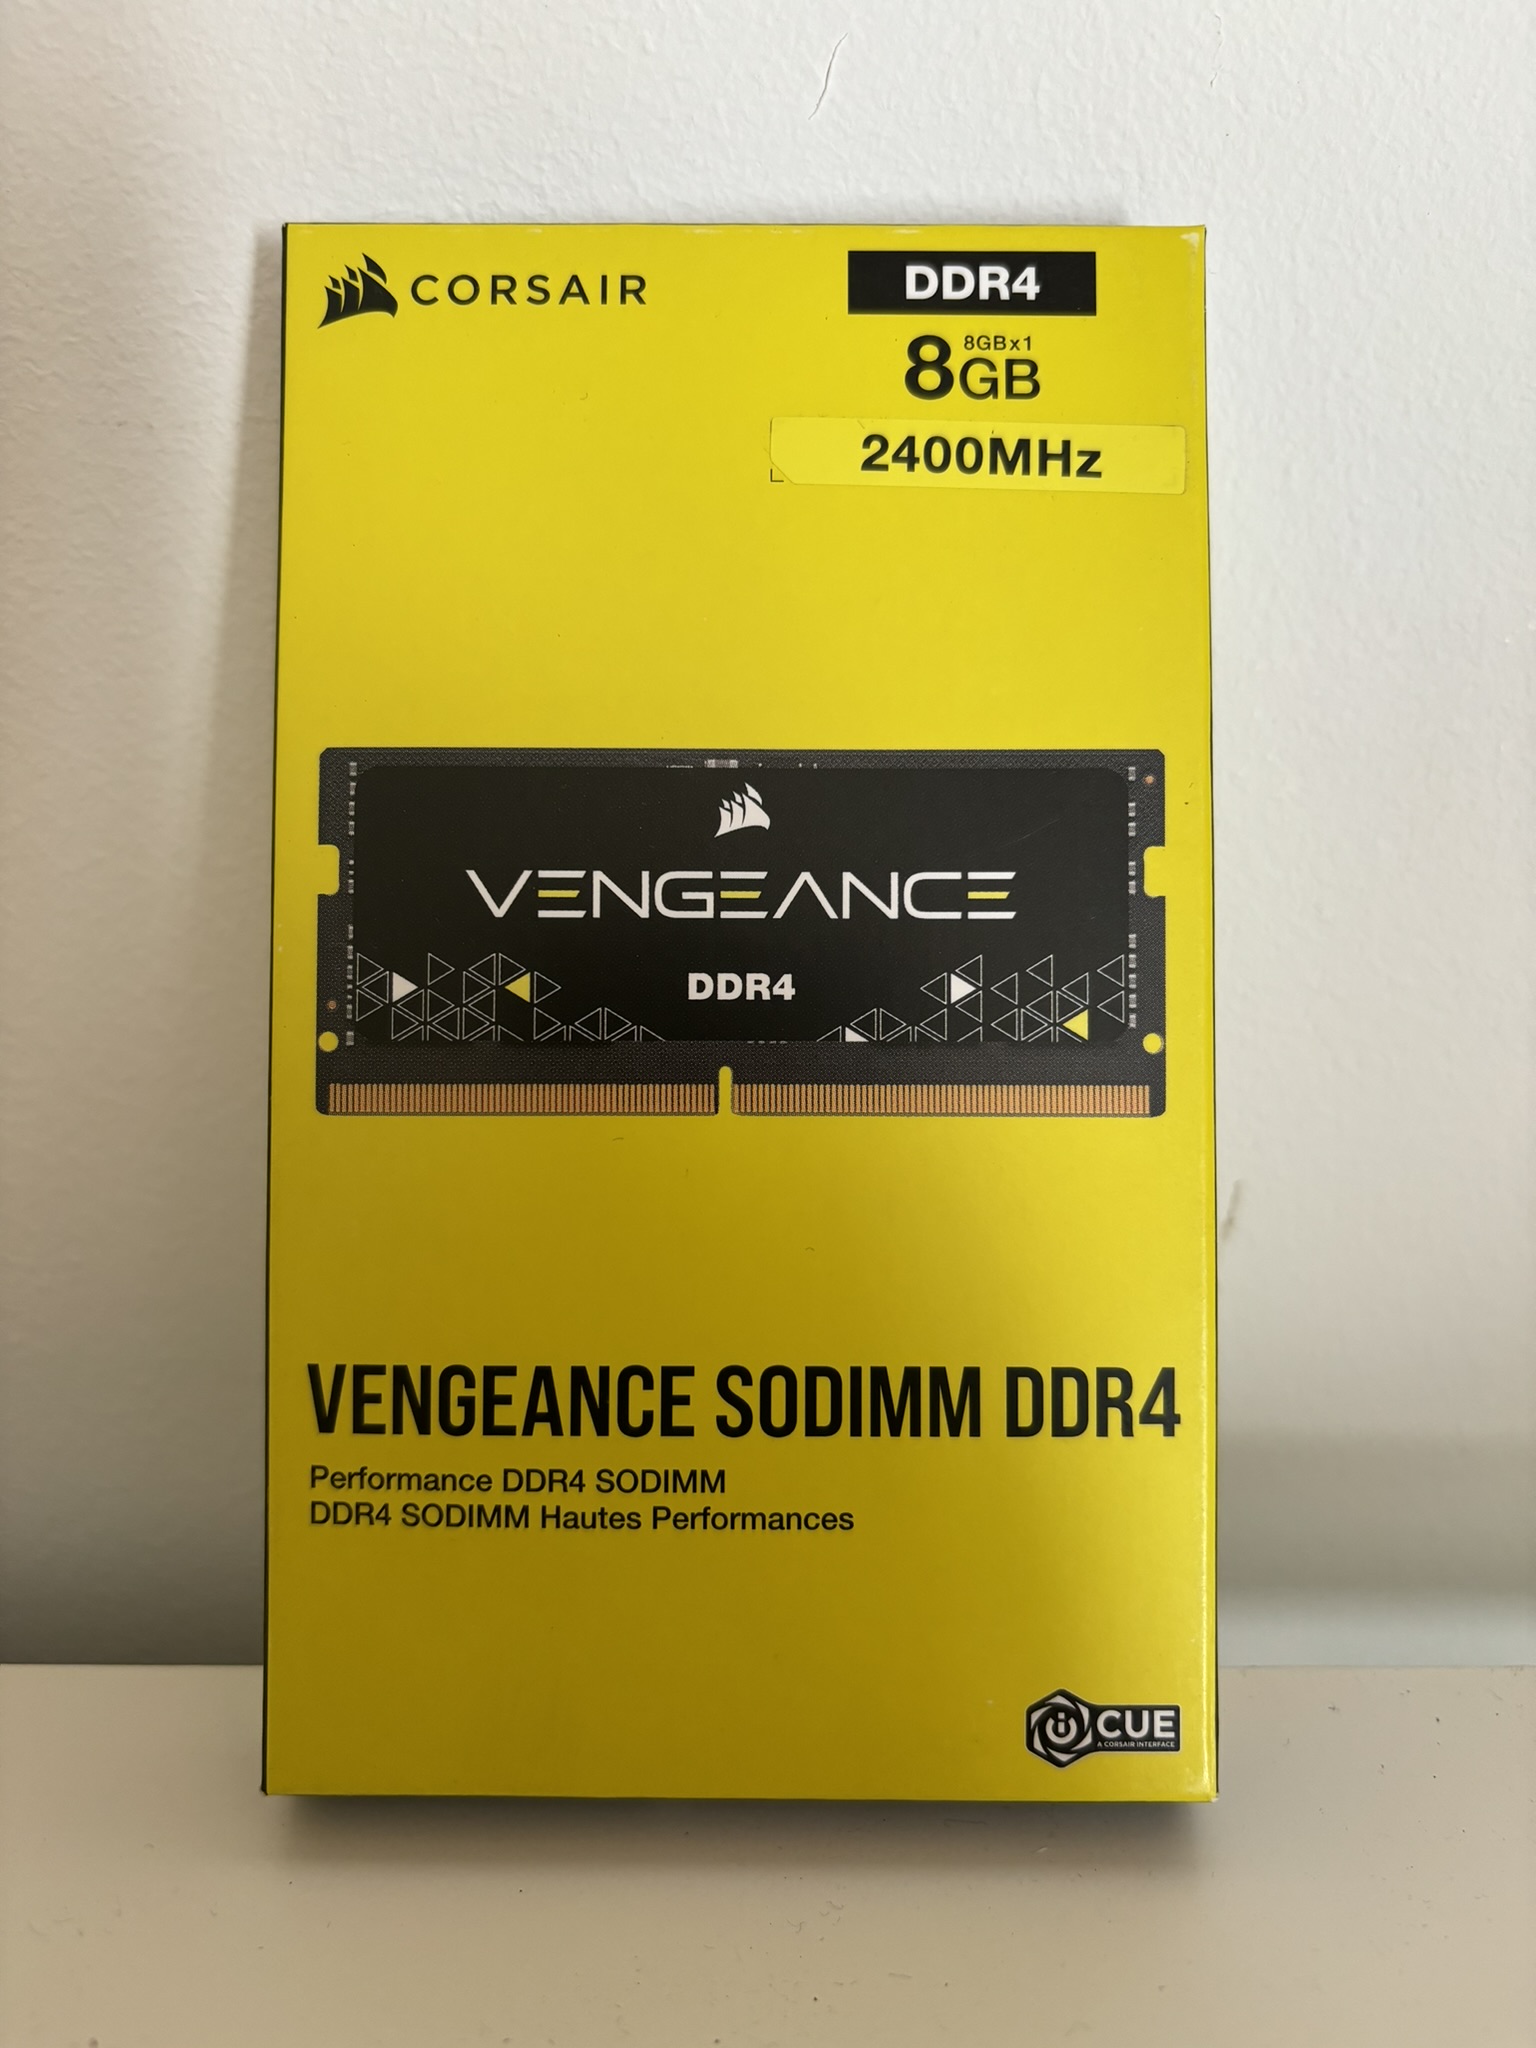 CORSAIR
DDR4
8GBx1
8GB
2400MHz
VENGEANCE
DDR4
VENGEANCE SODIMM DDR4
Performance DDR4 SODIMM
DDR4 SODIMM Hautes Performances
iCUE
A CORSAIR INTERFACE